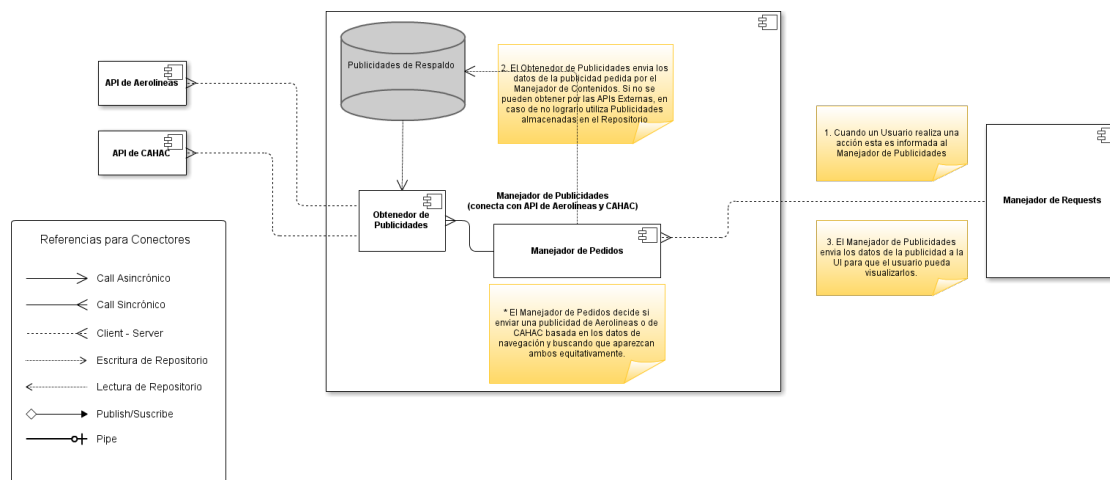 Publicidades de Respaldo
2. El Obtenedor de Publicidades envia los
datos de la publicidad pedida por el
Manejador de Contenidos. Si no se
pueden obtener por las APIs Externas, en
caso de no lograrlo utiliza Publicidades
almacenadas en el Repositorio
API de Aerolineas
API de CAHAC
1. Cuando un Usuario realiza una
acción esta es informada al
Manejador de Publicidades
Manejador de Requests
Obtenedor de
Publicidades
Manejador de Publicidades
(conecta con API de Aerolineas y CAHAC)
Manejador de Pedidos
3. El Manejador de Publicidades
envia los datos de la publicidad a la
UI para que el usuario pueda
visualizarlos.
* El Manejador de Pedidos decide si
enviar una publicidad de Aerolineas o de
CAHAC basada en los datos de
navegación y buscando que aparezcan
ambos equitativamente.
Referencias para Conectores
Call Asincrónico
Call Sincrónico
Client - Server
Escritura de Repositorio
Lectura de Repositorio
Publish/Suscribe
Pipe